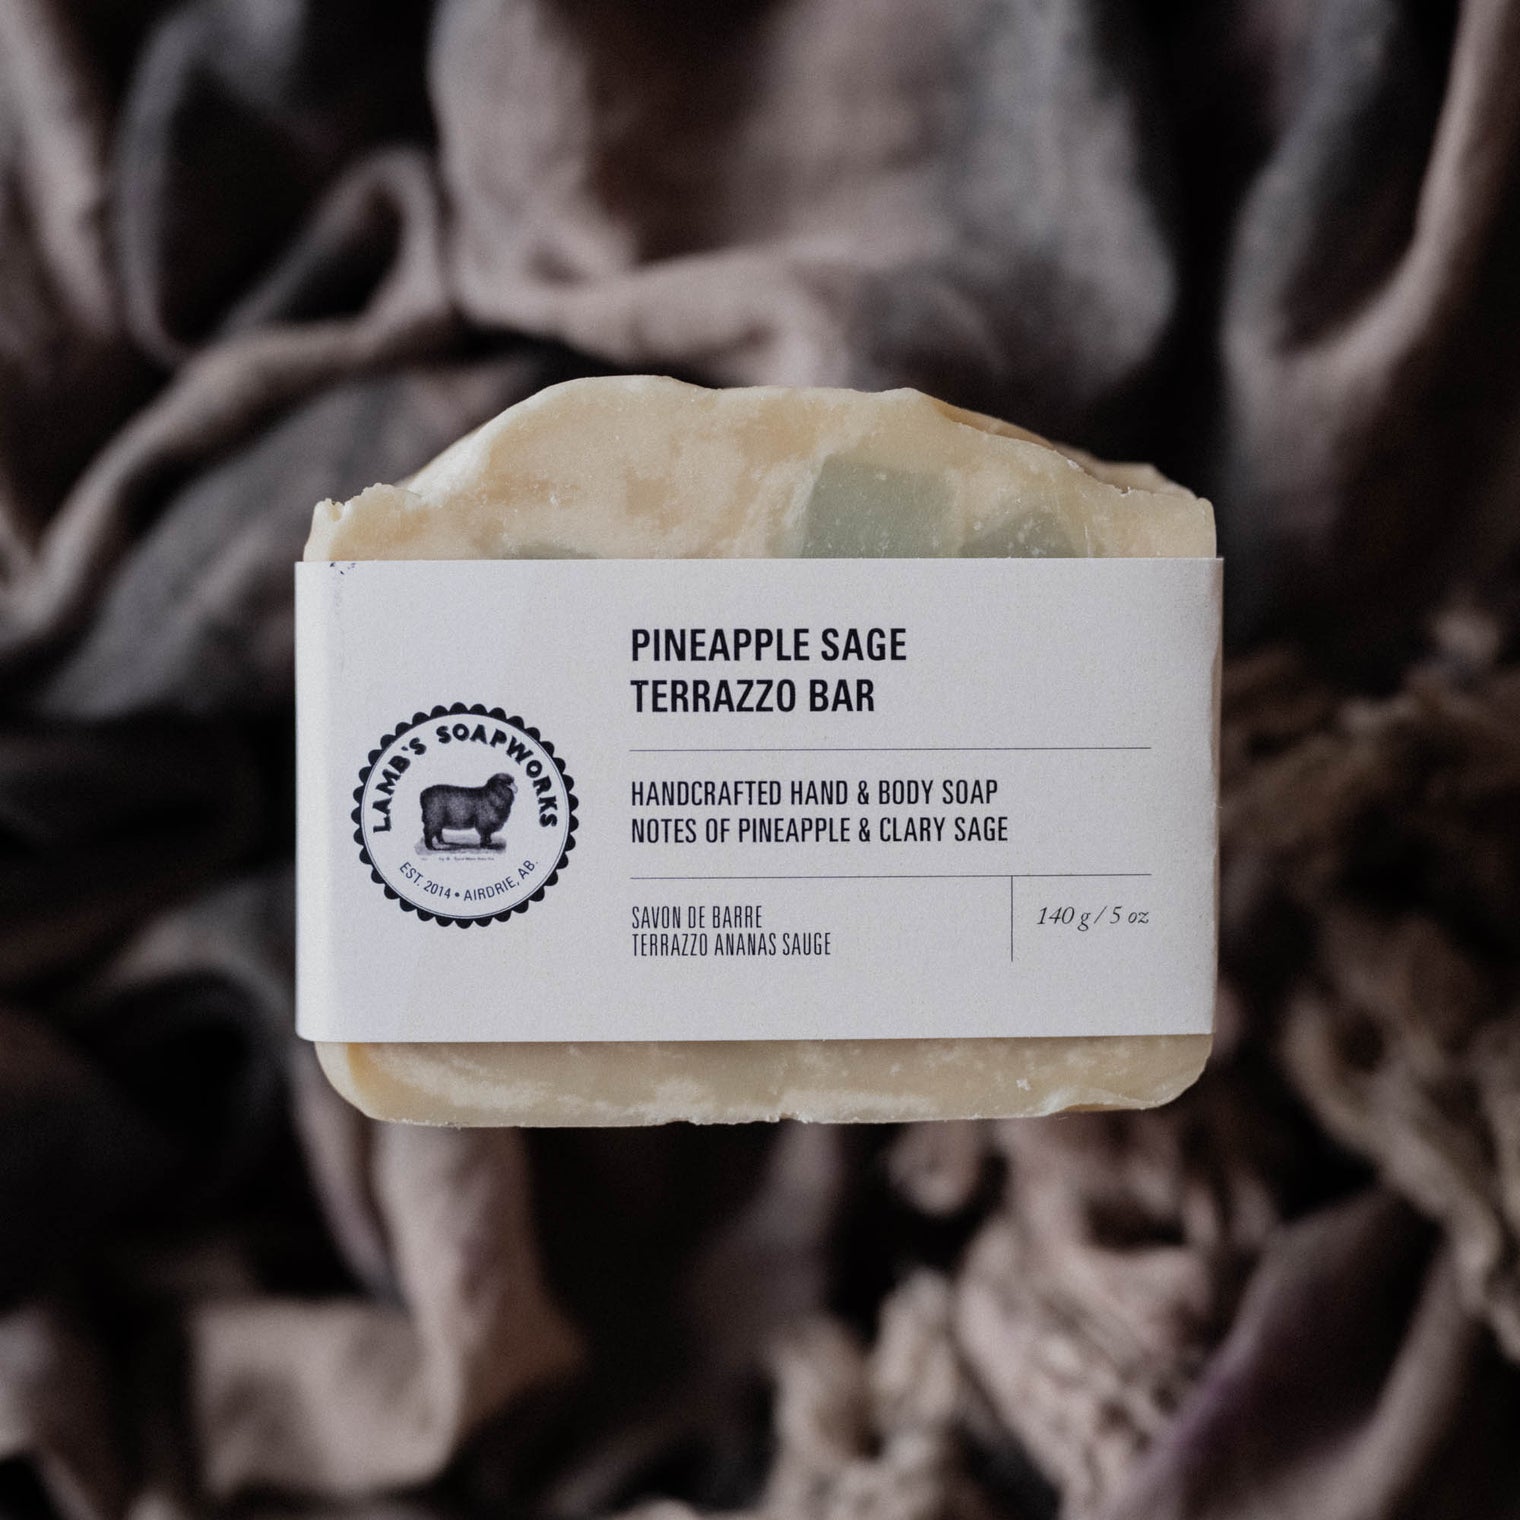 LAMB'S SOAPWORKS
EST. 2014 • AIRDRIE, AB.
PINEAPPLE SAGE
TERRAZZO BAR
HANDCRAFTED HAND & BODY SOAP
NOTES OF PINEAPPLE & CLARY SAGE
SAVON DE BARRE
TERRAZZO ANANAS SAUGE
140 g / 5 oz